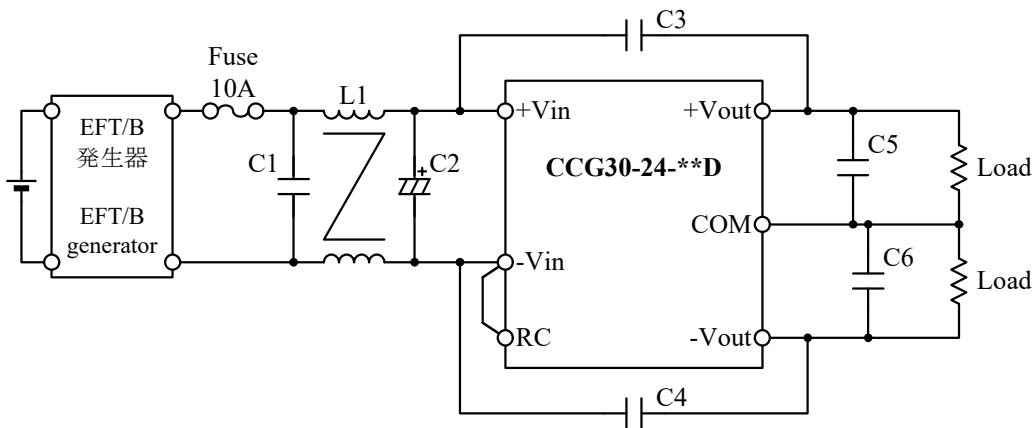 C3
Fuse
10A
L1
EFT/B
発生器
EFT/B
generator
C1
+
C2
+Vin
+Vout
CCG30-24-**D
C5
Load
COM
-Vin
C6
Load
RC
-Vout
C4